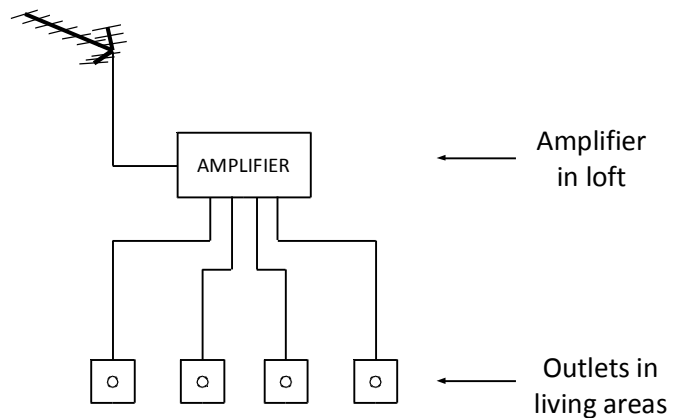 AMPLIFIER
Amplifier
in loft
Outlets in
living areas